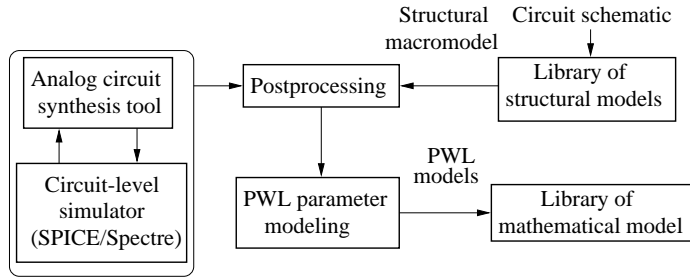 Structural
macromodel
Circuit schematic
Analog circuit
synthesis tool
Postprocessing
Library of
structural models
Circuit-level
simulator
(SPICE/Spectre)
PWL parameter
modeling
PWL
models
Library of
mathematical model